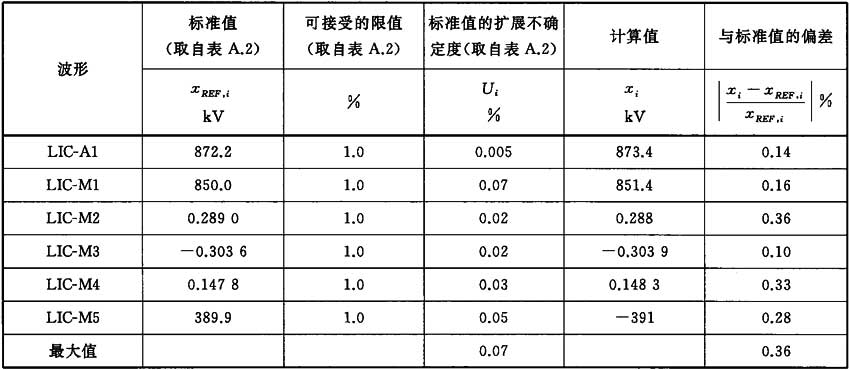 波形 标准值（取自表 A.2） 可接受的限值（取自表 A.2） 标准值的扩展不确定度（取自表 A.2） 计算值 与标准值的偏差
x_{REF,i} kV % U_i % x_i kV |(x_i − x_{REF,i})/x_{REF,i}| %
LIC-A1 872.2 1.0 0.005 873.4 0.14
LIC-M1 850.0 1.0 0.07 851.4 0.16
LIC-M2 0.289 0 1.0 0.02 0.288 0.36
LIC-M3 −0.303 6 1.0 0.02 −0.303 9 0.10
LIC-M4 0.147 8 1.0 0.03 0.148 3 0.33
LIC-M5 389.9 1.0 0.05 −391 0.28
最大值 0.07 0.36